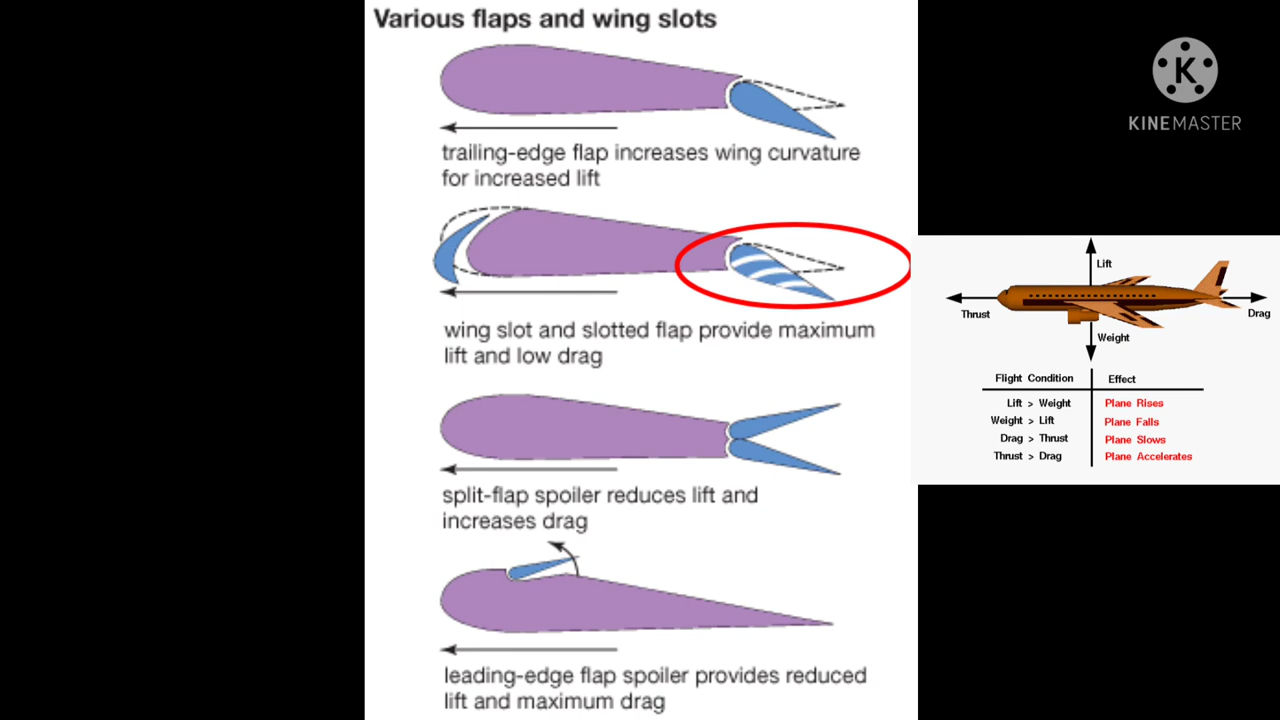 Various flaps and wing slots
trailing-edge flap increases wing curvature
for increased lift
wing slot and slotted flap provide maximum
lift and low drag
split-flap spoiler reduces lift and
increases drag
leading-edge flap spoiler provides reduced
lift and maximum drag
K
KINEMASTER
Lift
Thrust
Drag
Weight
Flight Condition Effect
Lift > Weight Plane Rises
Weight > Lift Plane Falls
Drag > Thrust Plane Slows
Thrust > Drag Plane Accelerates